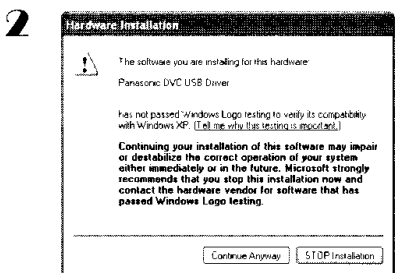 2
Hardware Installation
The software you are installing for this hardware:
Panasonic DVC USB Driver
has not passed Windows Logo testing to verify its compatibility
with Windows XP. (Tell me why this testing is important.)
Continuing your installation of this software may impair
or destabilize the correct operation of your system
either immediately or in the future. Microsoft strongly
recommends that you stop this installation now and
contact the hardware vendor for software that has
passed Windows Logo testing.
Continue Anyway STOP Installation